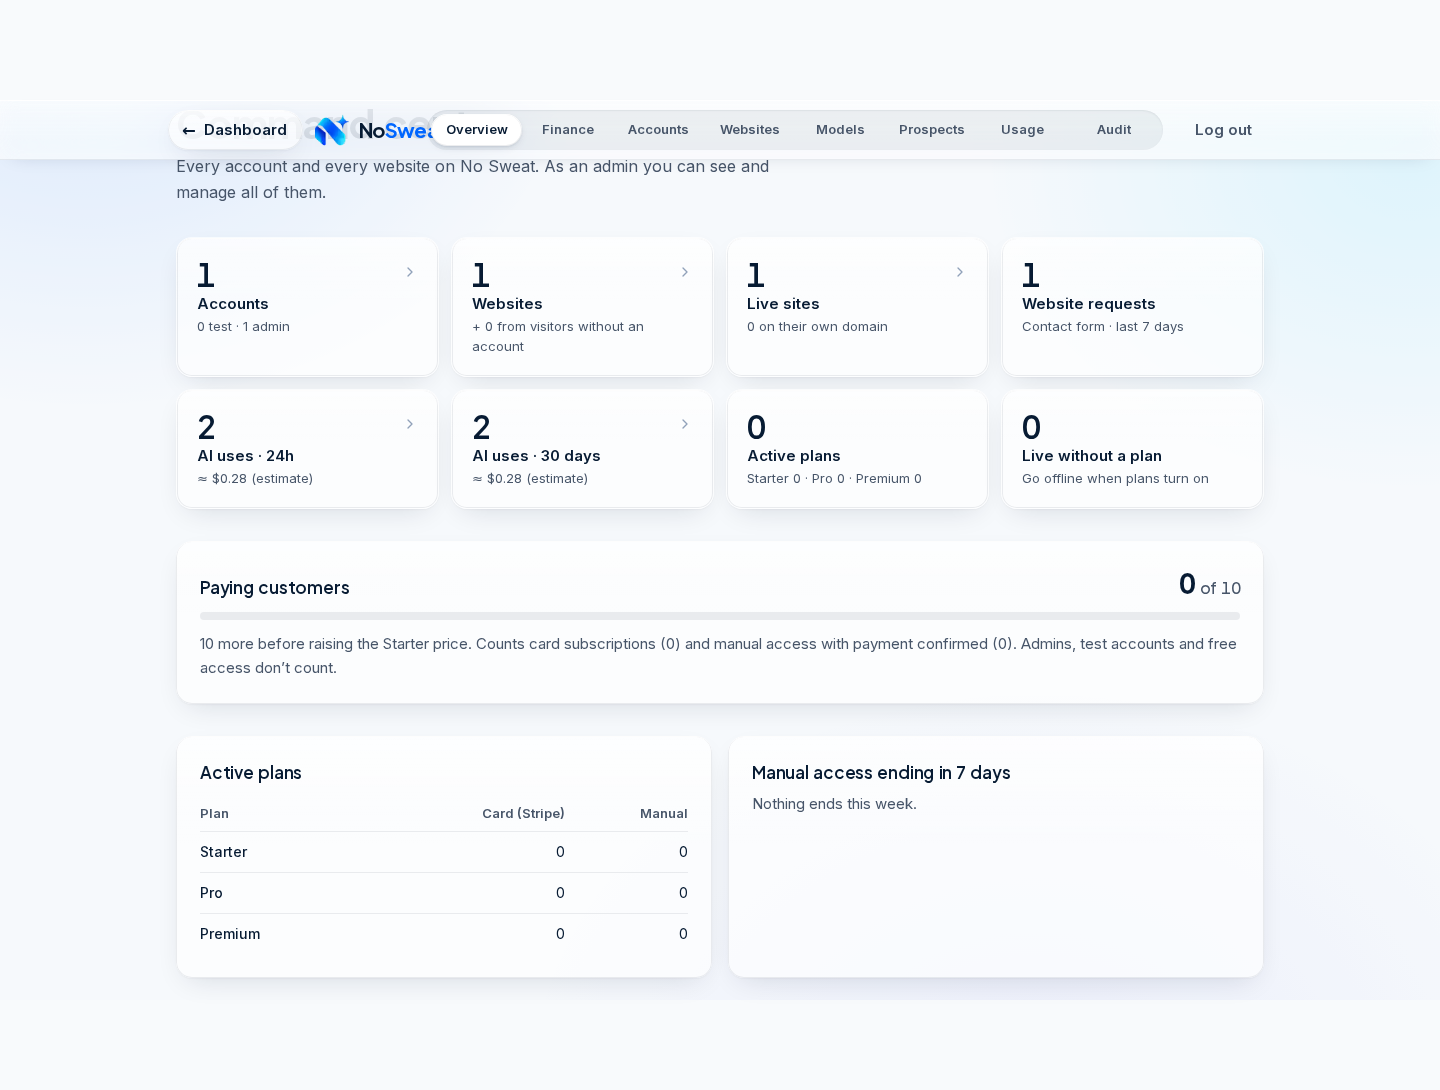 ← Dashboard
NoSwea
Overview
Finance
Accounts
Websites
Models
Prospects
Usage
Audit
Log out
Every account and every website on No Sweat. As an admin you can see and
manage all of them.
1
Accounts
0 test · 1 admin
1
Websites
+ 0 from visitors without an
account
1
Live sites
0 on their own domain
1
Website requests
Contact form · last 7 days
2
AI uses · 24h
≈ $0.28 (estimate)
2
AI uses · 30 days
≈ $0.28 (estimate)
0
Active plans
Starter 0 · Pro 0 · Premium 0
0
Live without a plan
Go offline when plans turn on
Paying customers
0 of 10
10 more before raising the Starter price. Counts card subscriptions (0) and manual access with payment confirmed (0). Admins, test accounts and free
access don’t count.
Active plans
Plan Card (Stripe) Manual
Starter 0 0
Pro 0 0
Premium 0 0
Manual access ending in 7 days
Nothing ends this week.